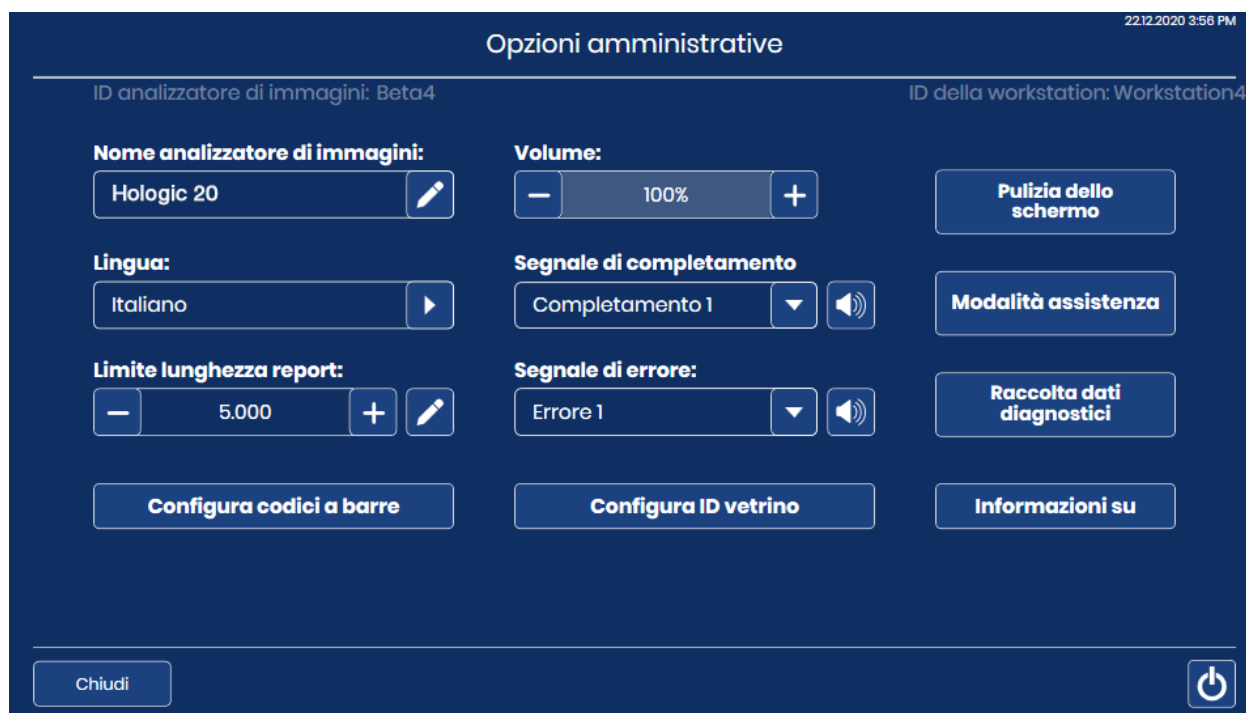 22.12.2020 3:56 PM
Opzioni amministrative
ID analizzatore di immagini: Beta4
ID della workstation: Workstation4
Nome analizzatore di immagini:
Hologic 20
Volume:
100%
Pulizia dello
schermo
Lingua:
Italiano
Segnale di completamento
Completamento 1
Modalità assistenza
Limite lunghezza report:
5.000
Segnale di errore:
Errore 1
Raccolta dati
diagnostici
Configura codici a barre
Configura ID vetrino
Informazioni su
Chiudi